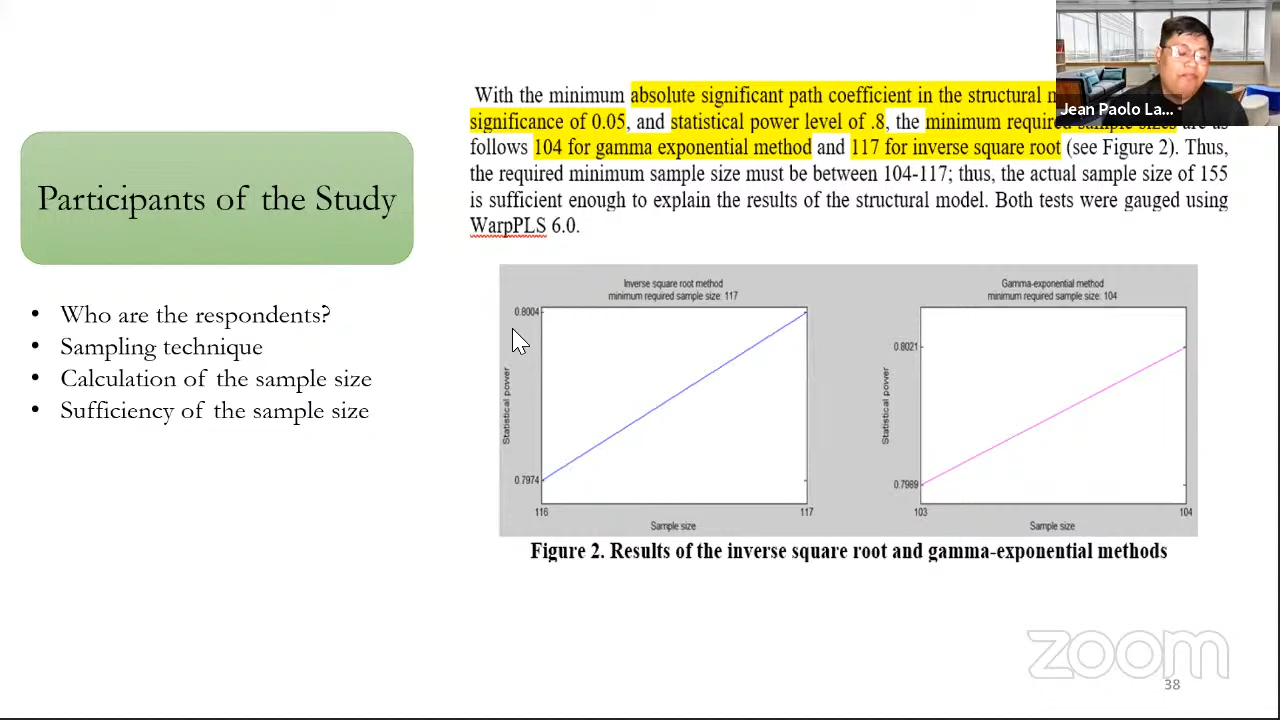 Jean Paolo La...
Participants of the Study
• Who are the respondents?
• Sampling technique
• Calculation of the sample size
• Sufficiency of the sample size
With the minimum absolute significant path coefficient in the structural
significance of 0.05, and statistical power level of .8, the minimum required sample sizes are as
follows 104 for gamma exponential method and 117 for inverse square root (see Figure 2). Thus,
the required minimum sample size must be between 104-117; thus, the actual sample size of 155
is sufficient enough to explain the results of the structural model. Both tests were gauged using
WarpPLS 6.0.
Inverse square root method
minimum required sample size: 117
0.8004
Statistical power
0.7974
116 117
Sample size
Gamma-exponential method
minimum required sample size: 104
0.8021
Statistical power
0.7989
103 104
Sample size
Figure 2. Results of the inverse square root and gamma-exponential methods
zoom
38